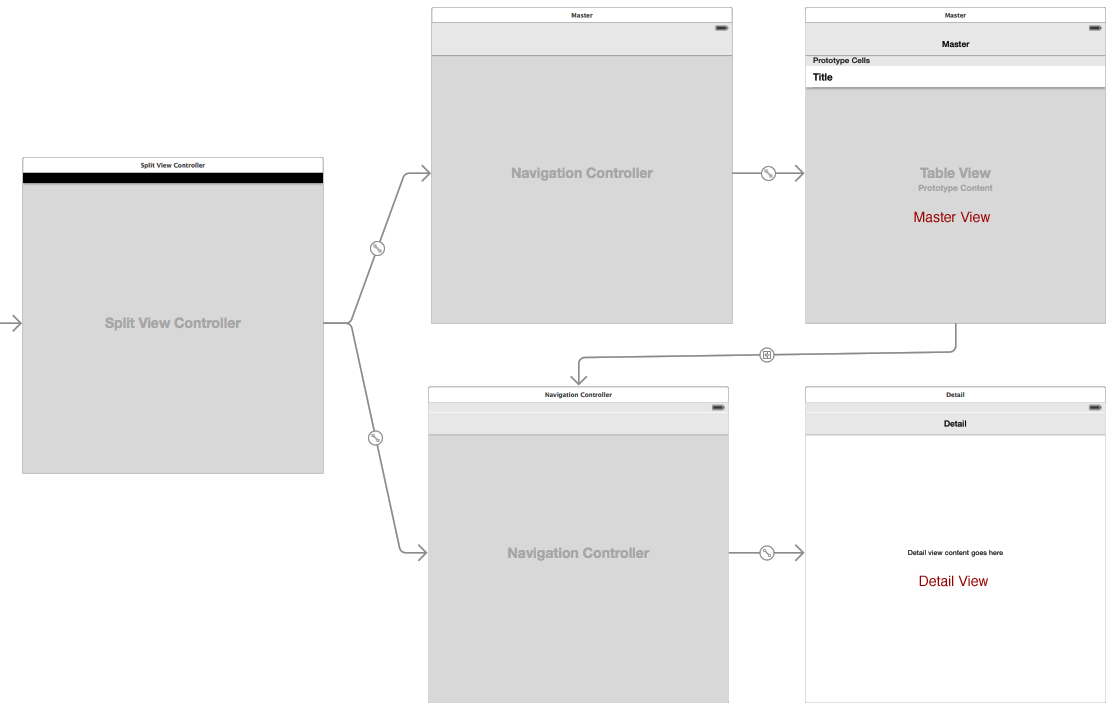 Master
Navigation Controller
Master
Master
Prototype Cells
Title
Table View
Prototype Content
Master View
Split View Controller
Split View Controller
Navigation Controller
Navigation Controller
Detail
Detail
Detail view content goes here
Detail View